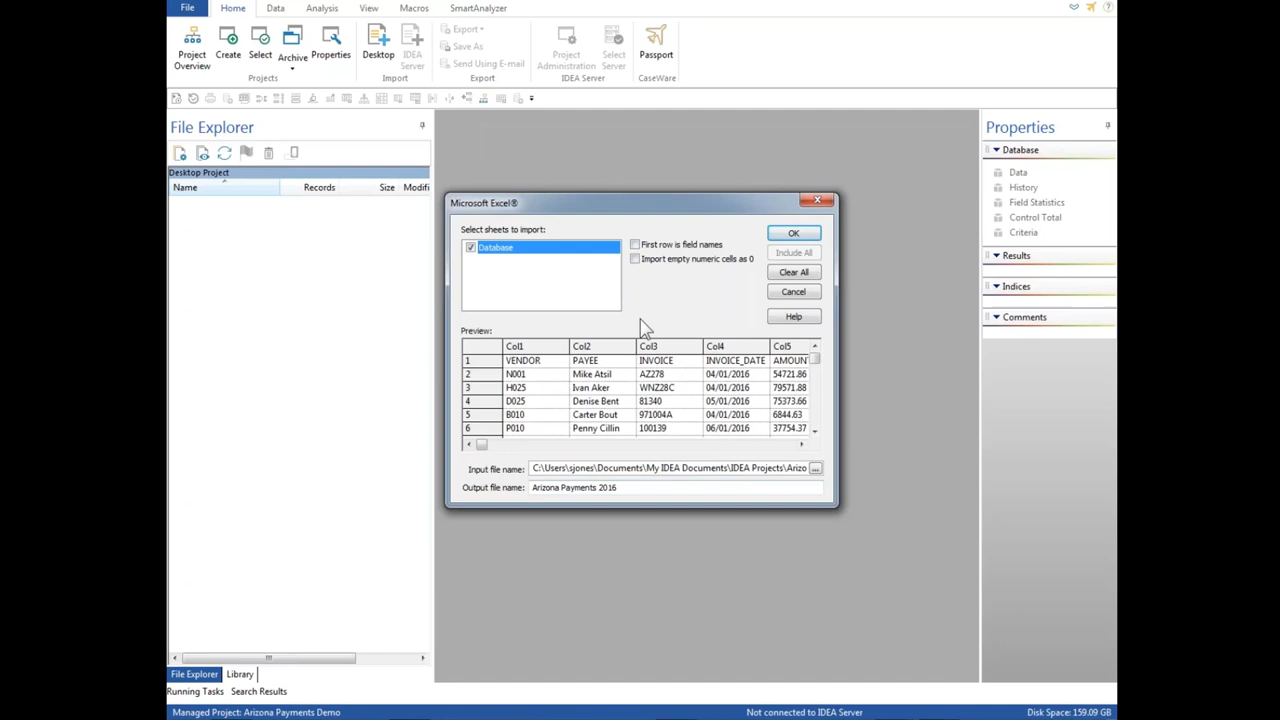 File Home Data Analysis View Macros SmartAnalyzer
Project Overview Create Select Archive Properties
Desktop IDEA Server
Export
Save As
Send Using E-mail
Project Administration Select Server Passport
Projects Import Export IDEA Server CaseWare
File Explorer
Desktop Project
Name Records Size Modifi
Microsoft Excel®
Select sheets to import:
Database
First row is field names
Import empty numeric cells as 0
OK
Include All
Clear All
Cancel
Help
Preview:
Col1 Col2 Col3 Col4 Col5
1 VENDOR PAYEE INVOICE INVOICE_DATE AMOUN
2 N001 Mike Atsil AZ278 04/01/2016 54721.88
3 H025 Ivan Aker WNZ28C 04/01/2016 79571.88
4 D025 Denise Bent 81340 05/01/2016 75373.66
5 B010 Carter Bout 971004A 04/01/2016 6844.63
6 P010 Penny Cillin 100139 06/01/2016 37754.37
Input file name: C:\Users\sjones\Documents\My IDEA Documents\IDEA Projects\Arizo ...
Output file name: Arizona Payments 2016
Properties
Database
Data
History
Field Statistics
Control Total
Criteria
Results
Indices
Comments
File Explorer Library
Running Tasks Search Results
Managed Project: Arizona Payments Demo Not connected to IDEA Server Disk Space: 159.09 GB